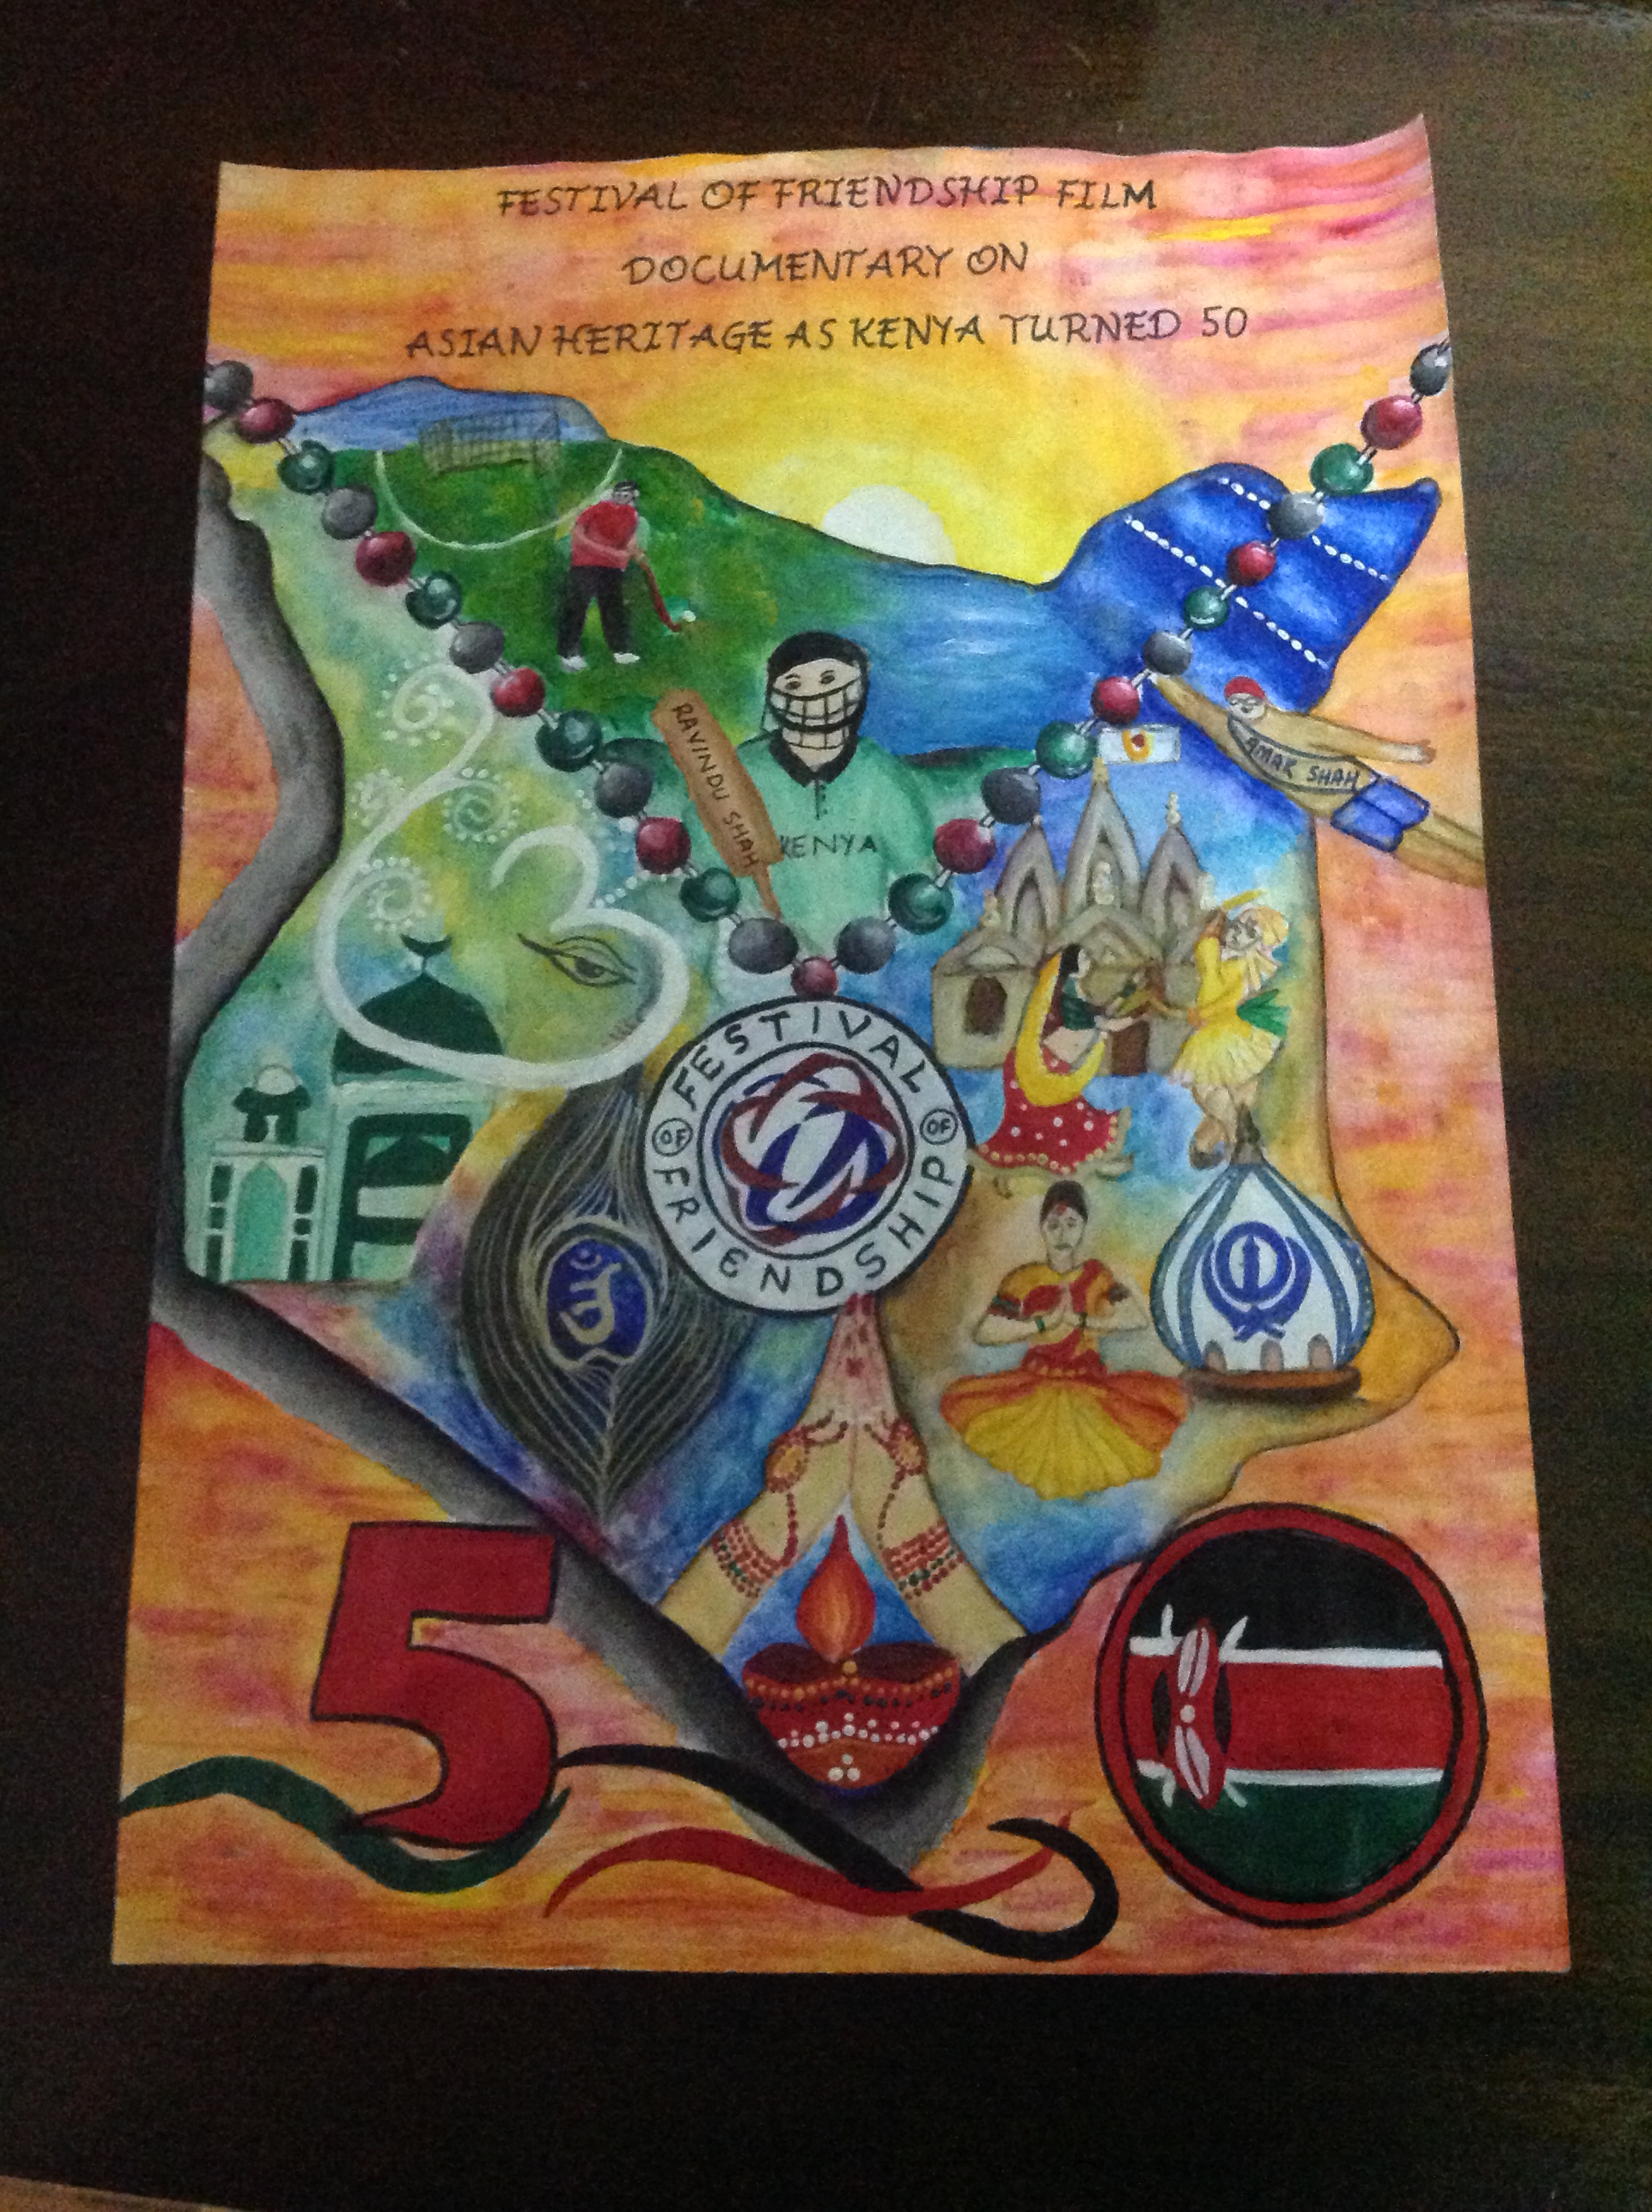 FESTIVAL OF FRIENDSHIP FILM
DOCUMENTARY ON
ASIAN HERITAGE AS KENYA TURNED 50
RAVINDU SHAH
KENYA
AMAR SHAH
FESTIVAL
OF
OF
FRIENDSHIP
ॐ
50